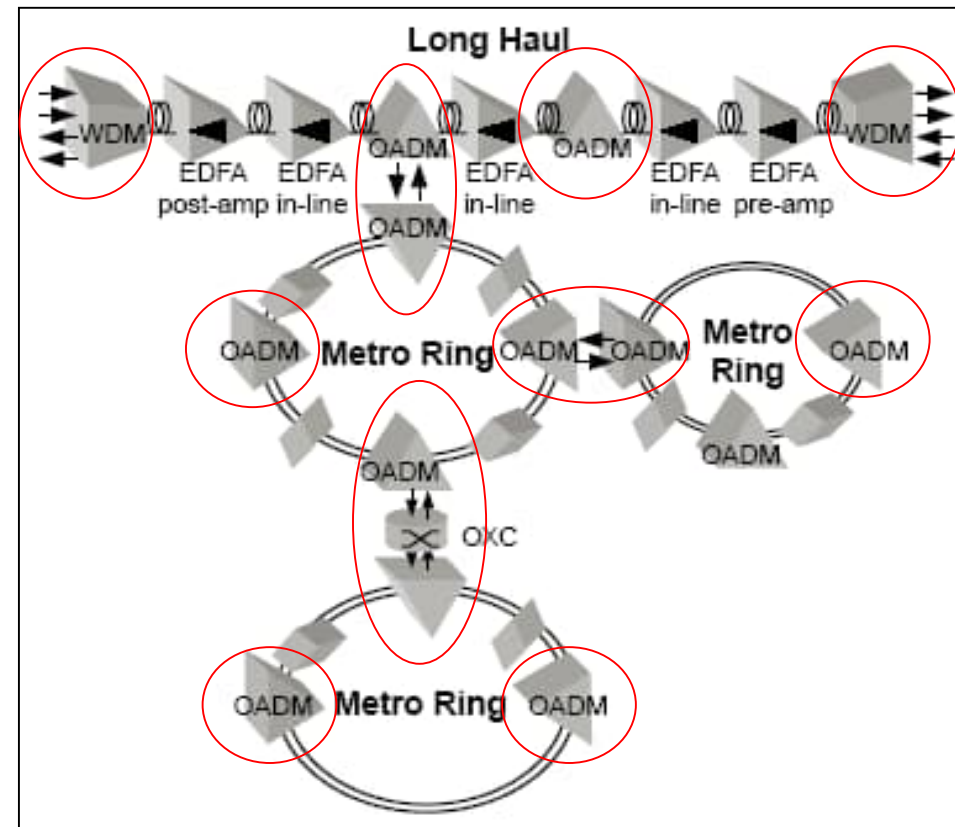 Long Haul
WDM
OADM
OADM
WDM
EDFA
post-amp
EDFA
in-line
EDFA
in-line
EDFA
in-line
EDFA
pre-amp
OADM
OADM
Metro Ring
OADM
OADM
Metro
Ring
OADM
OADM
OADM
OXC
OADM
Metro Ring
OADM